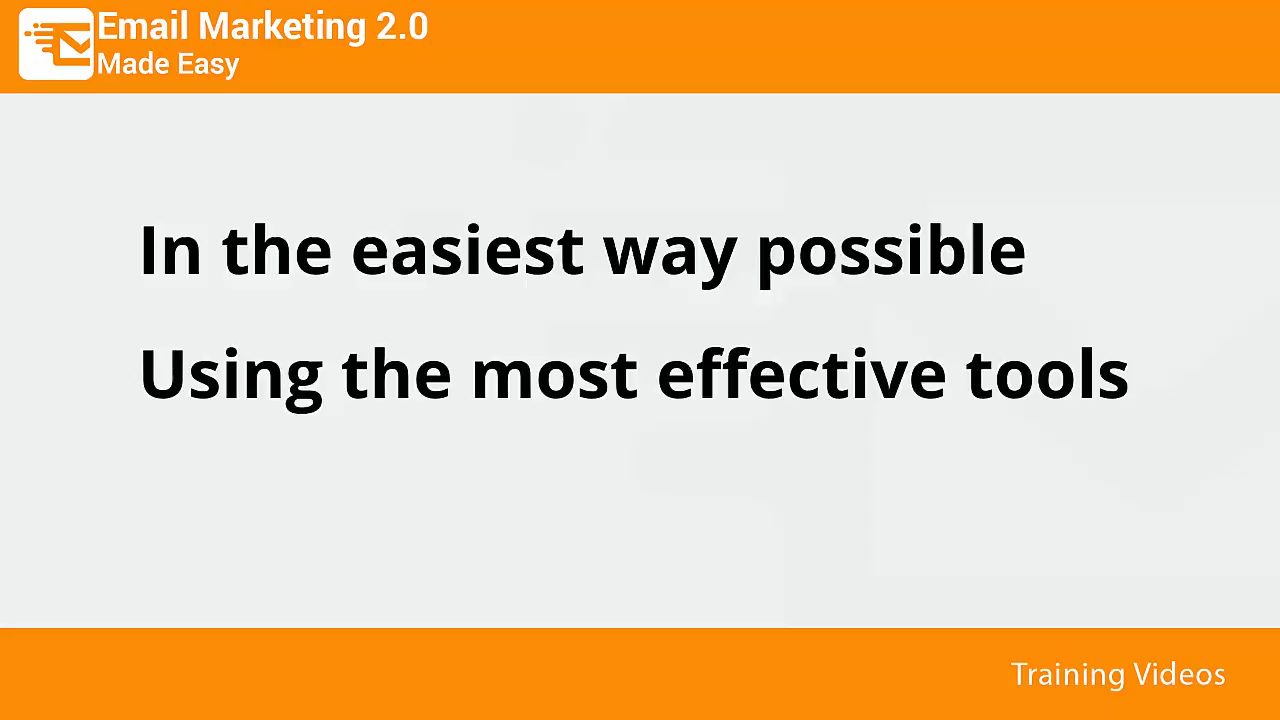 Email Marketing 2.0
Made Easy
In the easiest way possible
Using the most effective tools
Training Videos